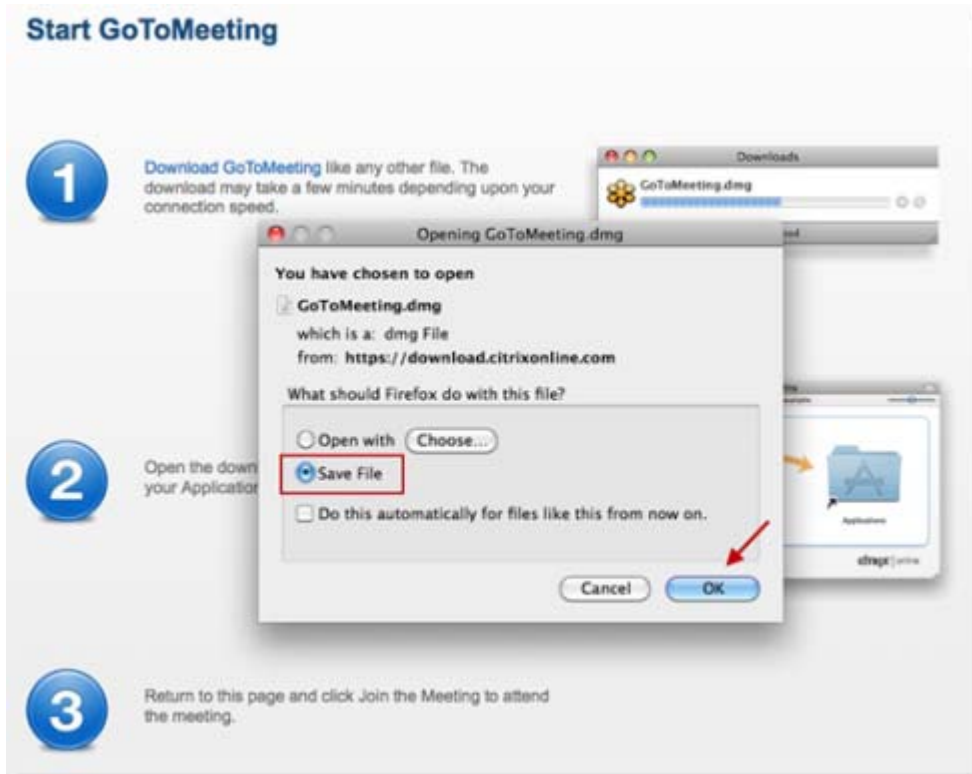 Start GoToMeeting
1
Download GoToMeeting like any other file. The
download may take a few minutes depending upon your
connection speed.
Downloads
GoToMeeting.dmg
Opening GoToMeeting.dmg
You have chosen to open
GoToMeeting.dmg
which is a: dmg File
from: https://download.citrixonline.com
What should Firefox do with this file?
Open with Choose...
Save File
Do this automatically for files like this from now on.
Cancel OK
2
Open the down
your Application
Applications
citrix online
3
Return to this page and click Join the Meeting to attend
the meeting.